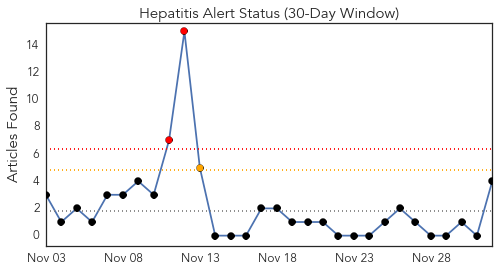 Hepatitis Alert Status (30-Day Window)
Articles Found
14
12
10
8
6
4
2
0
Nov 03 Nov 08 Nov 13 Nov 18 Nov 23 Nov 28